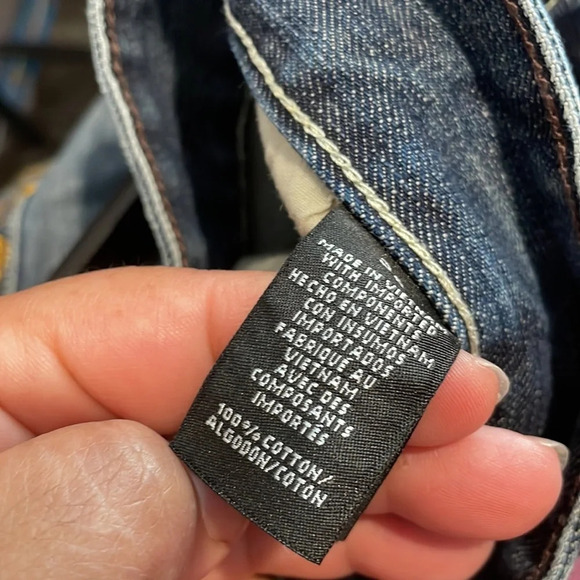 MADE IN
WITH IMPORTED
COMPONENTS
HECHO EN VIETNAM
CON INSUMOS
IMPORTADOS
FABRIQUE AU
VIETNAM
AVEC DES
COMPOSANTS
IMPORTÉS
100% COTTON/
ALGODON/COTON